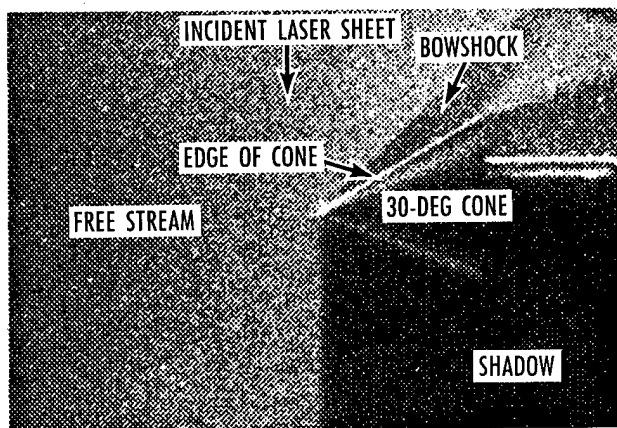 INCIDENT LASER SHEET
BOWSHOCK
EDGE OF CONE
30-DEG CONE
FREE STREAM
SHADOW